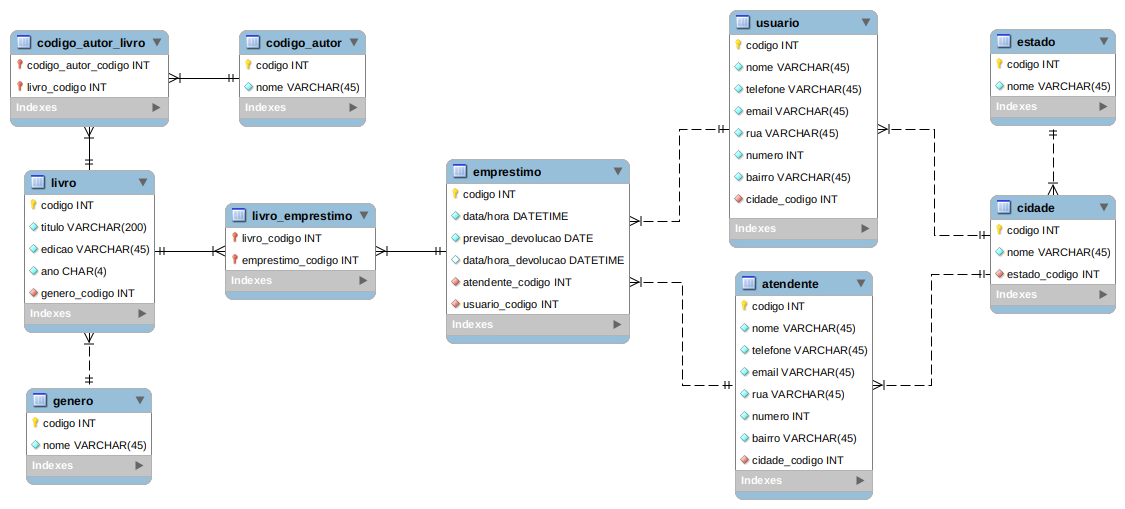 codigo_autor_livro
codigo_autor_codigo INT
livro_codigo INT
Indexes
codigo_autor
codigo INT
nome VARCHAR(45)
Indexes
livro
codigo INT
titulo VARCHAR(200)
edicao VARCHAR(45)
ano CHAR(4)
genero_codigo INT
Indexes
genero
codigo INT
nome VARCHAR(45)
Indexes
livro_emprestimo
livro_codigo INT
emprestimo_codigo INT
Indexes
emprestimo
codigo INT
data/hora DATETIME
previsao_devolucao DATE
data/hora_devolucao DATETIME
atendente_codigo INT
usuario_codigo INT
Indexes
usuario
codigo INT
nome VARCHAR(45)
telefone VARCHAR(45)
email VARCHAR(45)
rua VARCHAR(45)
numero INT
bairro VARCHAR(45)
cidade_codigo INT
Indexes
atendente
codigo INT
nome VARCHAR(45)
telefone VARCHAR(45)
email VARCHAR(45)
rua VARCHAR(45)
numero INT
bairro VARCHAR(45)
cidade_codigo INT
Indexes
estado
codigo INT
nome VARCHAR(45)
Indexes
cidade
codigo INT
nome VARCHAR(45)
estado_codigo INT
Indexes